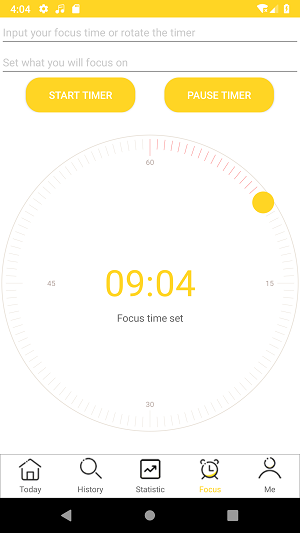 4:04
Input your focus time or rotate the timer
Set what you will focus on
START TIMER
PAUSE TIMER
60
45
15
09:04
Focus time set
30
Today
History
Statistic
Focus
Me